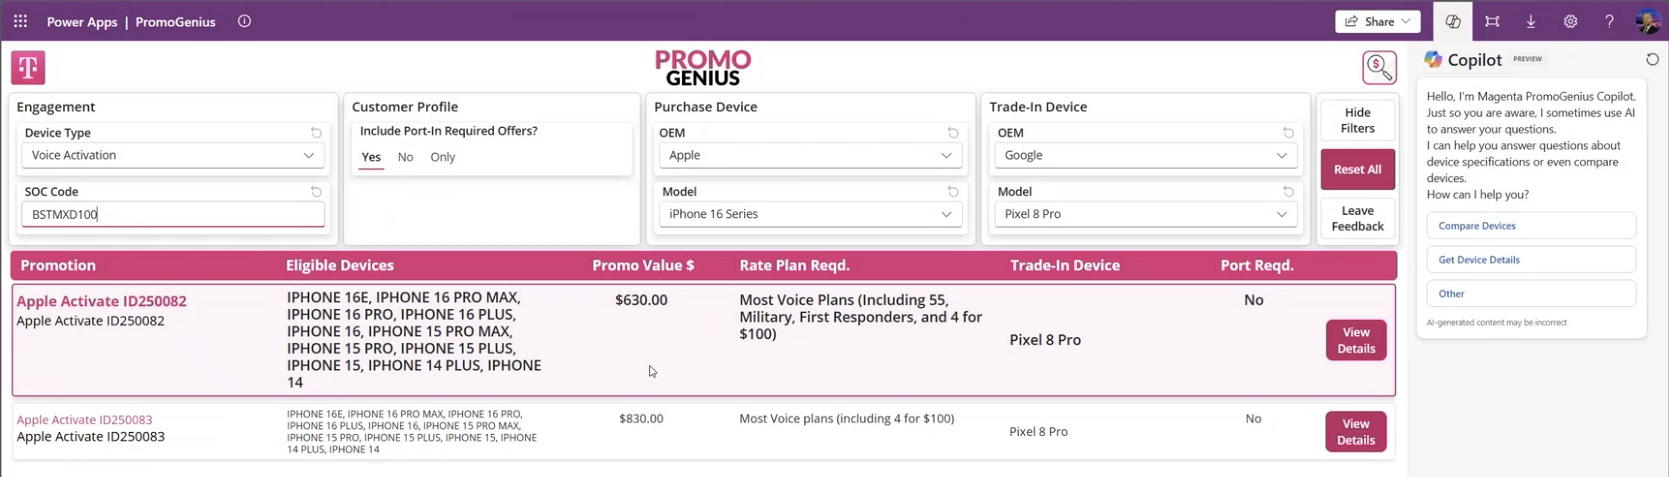 Power Apps | PromoGenius
Share
T
PROMO
GENIUS
Engagement
Device Type
Voice Activation
SOC Code
BSTMXD100
Customer Profile
Include Port-In Required Offers?
Yes No Only
Purchase Device
OEM
Apple
Model
iPhone 16 Series
Trade-In Device
OEM
Google
Model
Pixel 8 Pro
Hide
Filters
Reset All
Leave
Feedback
Promotion Eligible Devices Promo Value $ Rate Plan Reqd. Trade-In Device Port Reqd.
Apple Activate ID250082
Apple Activate ID250082
IPHONE 16E, IPHONE 16 PRO MAX,
IPHONE 16 PRO, IPHONE 16 PLUS,
IPHONE 16, IPHONE 15 PRO MAX,
IPHONE 15 PRO, IPHONE 15 PLUS,
IPHONE 15, IPHONE 14 PLUS, IPHONE
14
$630.00
Most Voice Plans (Including 55,
Military, First Responders, and 4 for
$100)
Pixel 8 Pro
No
View
Details
Apple Activate ID250083
Apple Activate ID250083
IPHONE 16E, IPHONE 16 PRO MAX, IPHONE 16 PRO,
IPHONE 16 PLUS, IPHONE 16, IPHONE 15 PRO MAX,
IPHONE 15 PRO, IPHONE 15 PLUS, IPHONE 15, IPHONE
14 PLUS, IPHONE 14
$830.00
Most Voice plans (including 4 for $100)
Pixel 8 Pro
No
View
Details
Copilot PREVIEW
Hello, I'm Magenta PromoGenius Copilot.
Just so you are aware, I sometimes use AI
to answer your questions.
I can help you answer questions about
device specifications or even compare
devices.
How can I help you?
Compare Devices
Get Device Details
Other
AI-generated content may be incorrect